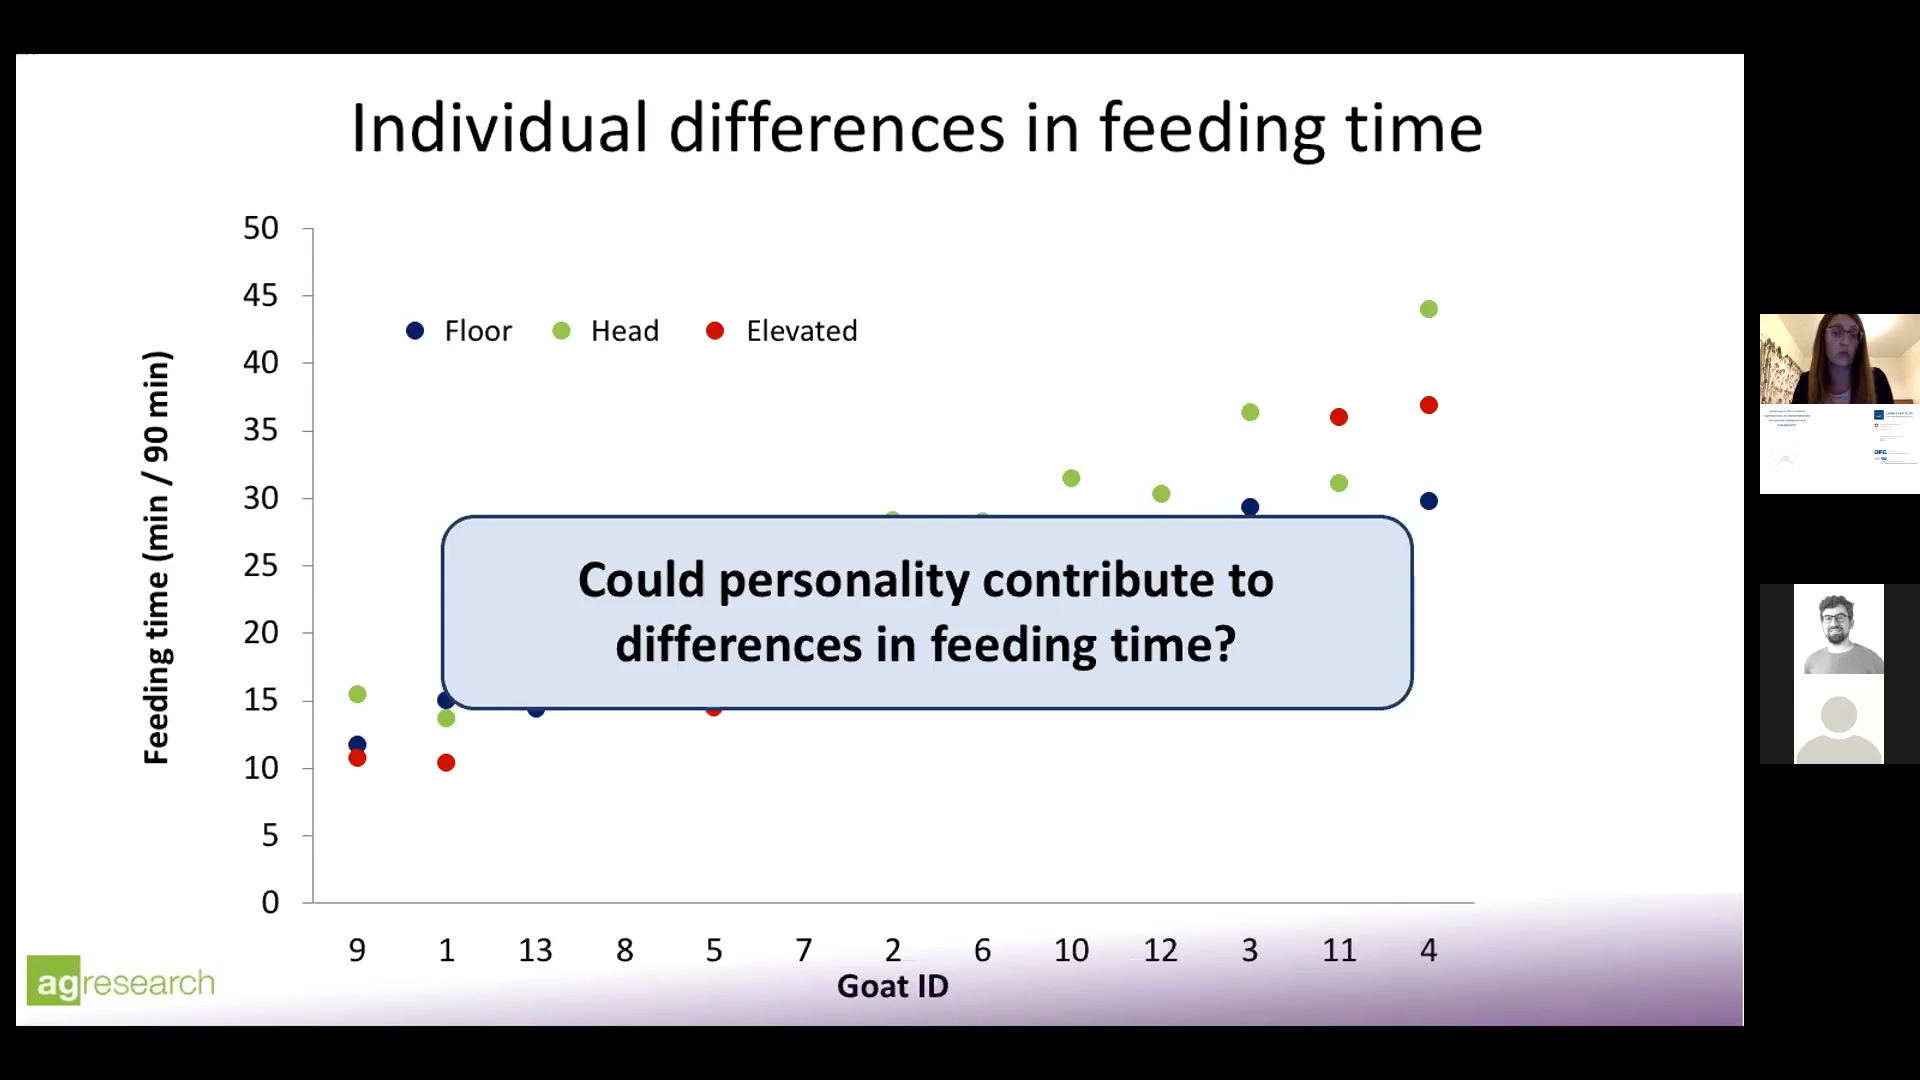 Individual differences in feeding time
50
45
Floor Head Elevated
40
35
30
25
20
15
10
5
0
Feeding time (min / 90 min)
Could personality contribute to
differences in feeding time?
9 1 13 8 5 7 2 6 10 12 3 11 4
Goat ID
agresearch
DFG